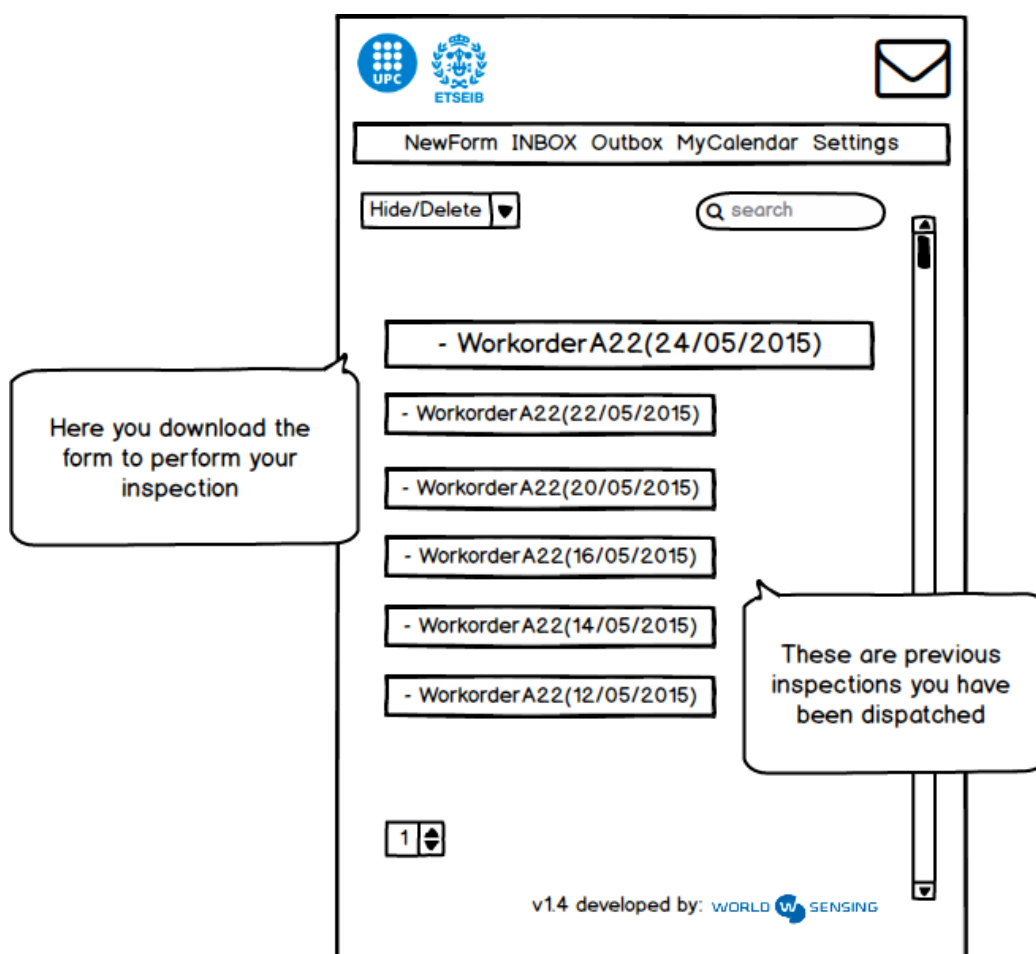 UPC
ETSEIB
NewForm INBOX Outbox MyCalendar Settings
Hide/Delete
search
- WorkorderA22(24/05/2015)
Here you download the
form to perform your
inspection
- WorkorderA22(22/05/2015)
- WorkorderA22(20/05/2015)
- WorkorderA22(16/05/2015)
- WorkorderA22(14/05/2015)
- WorkorderA22(12/05/2015)
These are previous
inspections you have
been dispatched
1
v1.4 developed by: WORLD W SENSING